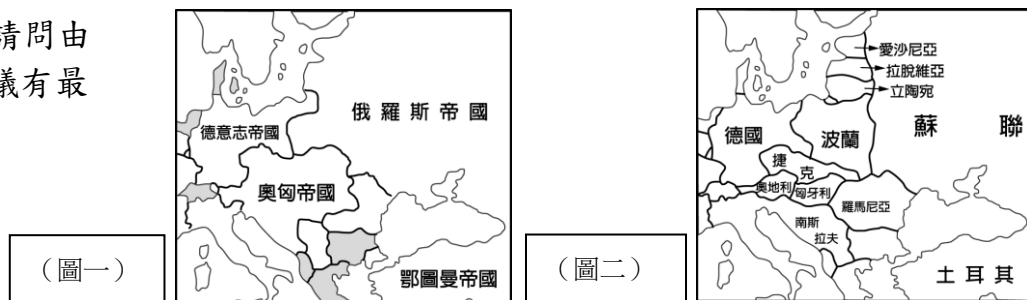 請問由
議有最
（圖一）
德意志帝國
俄羅斯帝國
奧匈帝國
鄂圖曼帝國
（圖二）
愛沙尼亞
拉脫維亞
立陶宛
德國
波蘭
蘇聯
捷克
奧地利
匈牙利
羅馬尼亞
南斯
拉夫
土耳其